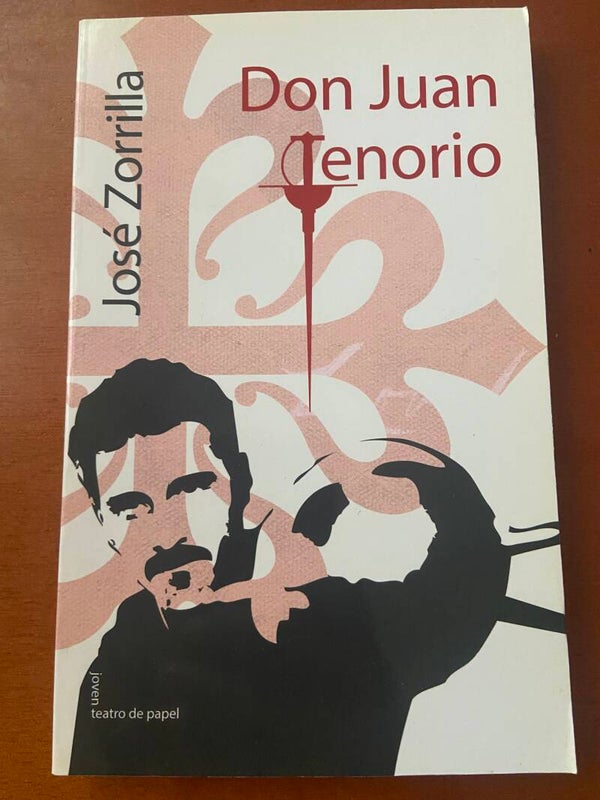 Don Juan
Tenorio
José Zorrilla
joven
teatro de papel